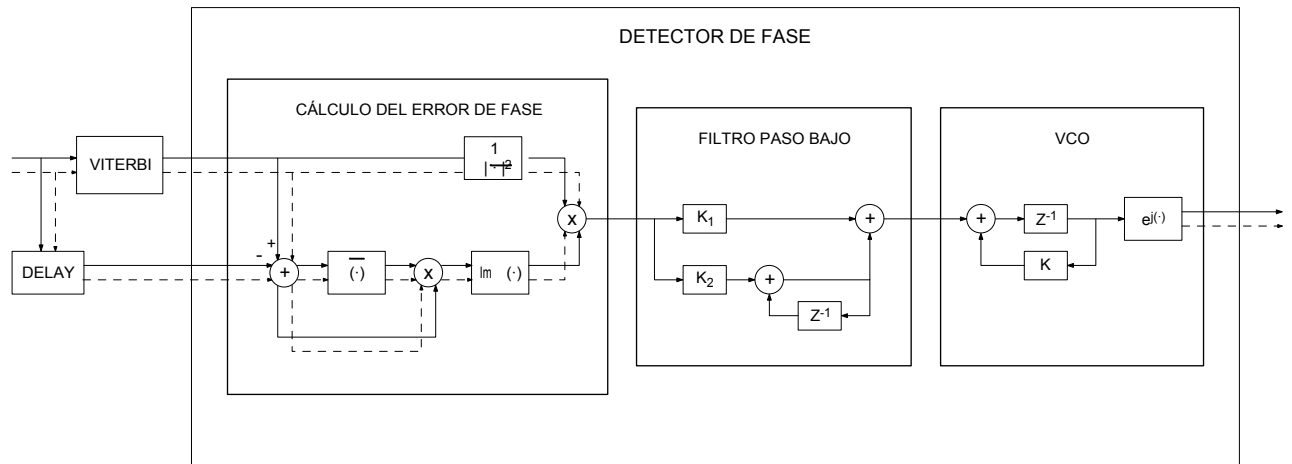 DETECTOR DE FASE
CÁLCULO DEL ERROR DE FASE
FILTRO PASO BAJO
VCO
VITERBI
1
|·|²
+
-
x
K₁
+
+
Z⁻¹
eʲ⁽·⁾
DELAY
+
(·)
x
Im (·)
K₂
+
Z⁻¹
K